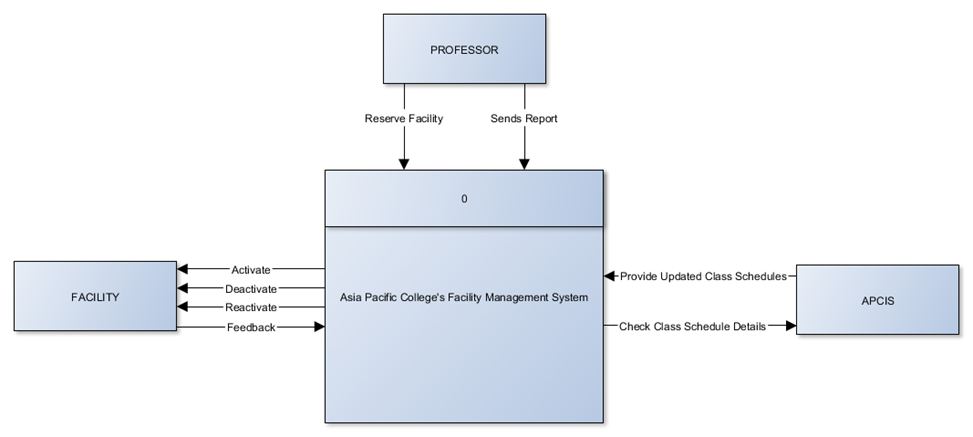 PROFESSOR
Reserve Facility
Sends Report
0
Activate
Deactivate
Reactivate
Feedback
FACILITY
Asia Pacific College's Facility Management System
Provide Updated Class Schedules
Check Class Schedule Details
APCIS